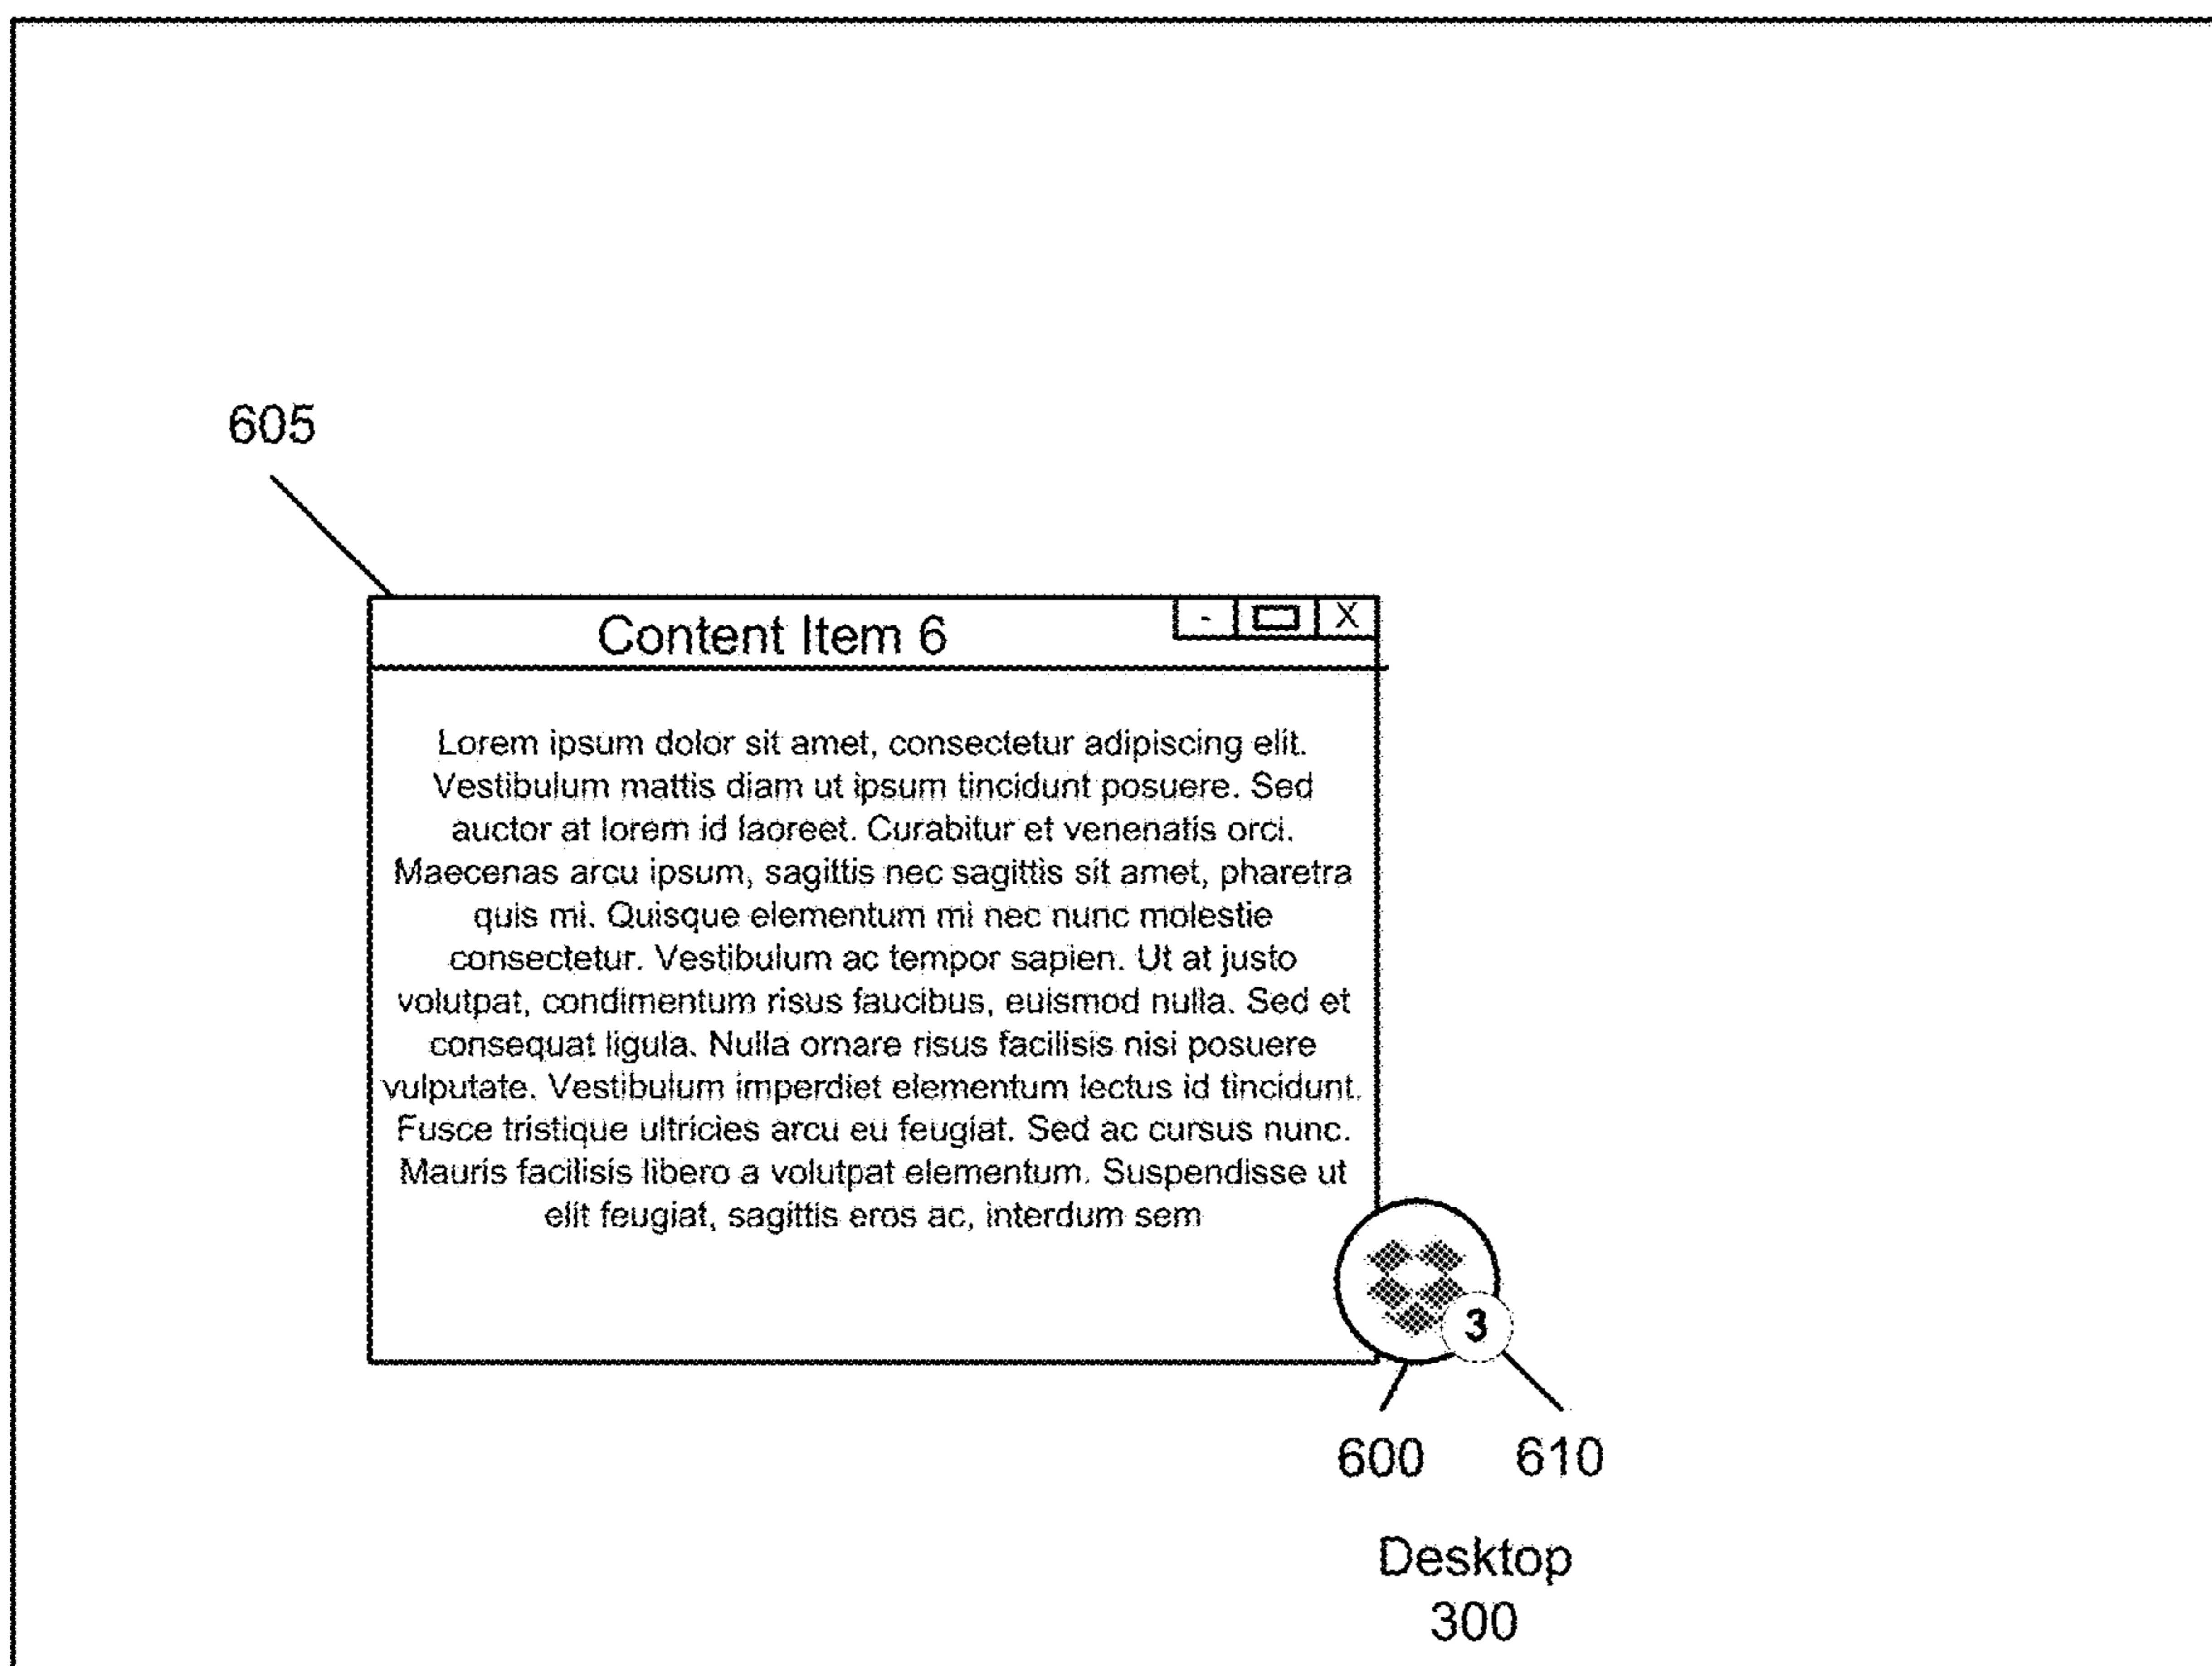 605
Content Item 6
- X
Lorem ipsum dolor sit amet, consectetur adipiscing elit.
Vestibulum mattis diam ut ipsum tincidunt posuere. Sed
auctor at lorem id laoreet. Curabitur et venenatis orci.
Maecenas arcu ipsum, sagittis nec sagittis sit amet, pharetra
quis mi. Quisque elementum mi nec nunc molestie
consectetur. Vestibulum ac tempor sapien. Ut at justo
volutpat, condimentum risus faucibus, euismod nulla. Sed et
consequat ligula. Nulla ornare risus facilisis nisi posuere
vulputate. Vestibulum imperdiet elementum lectus id tincidunt.
Fusce tristique ultricies arcu eu feugiat. Sed ac cursus nunc.
Mauris facilisis libero a volutpat elementum. Suspendisse ut
elit feugiat, sagittis eros ac, interdum sem
3
600 610
Desktop
300